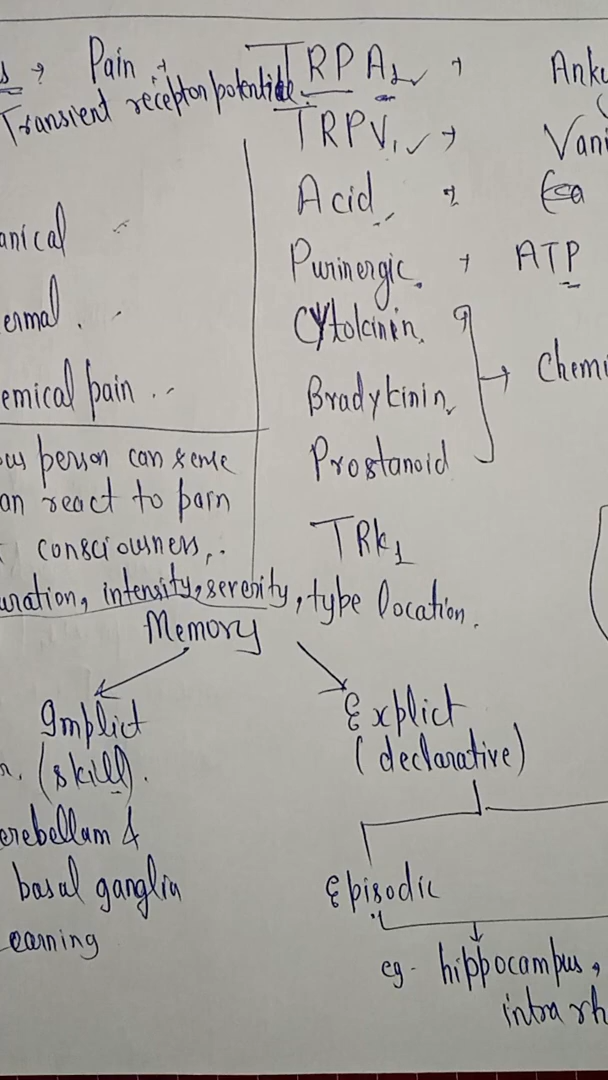 s → Pain → TRPA1 → Anku
Transient receptor potential
TRPV1 → Vani
Acid
anical
Purinergic → ATP
ermal
Cytokinin
emical pain
Bradykinin → Chemi
Prostanoid
ous person can sense
an react to pain
consciousness
TRk1
uration, intensity, severity, type location.
Memory
Implict Explict
(skill). (declarative)
erebellam &
basal ganglia Episodic
earning
eg - hippocampus,
intra rh